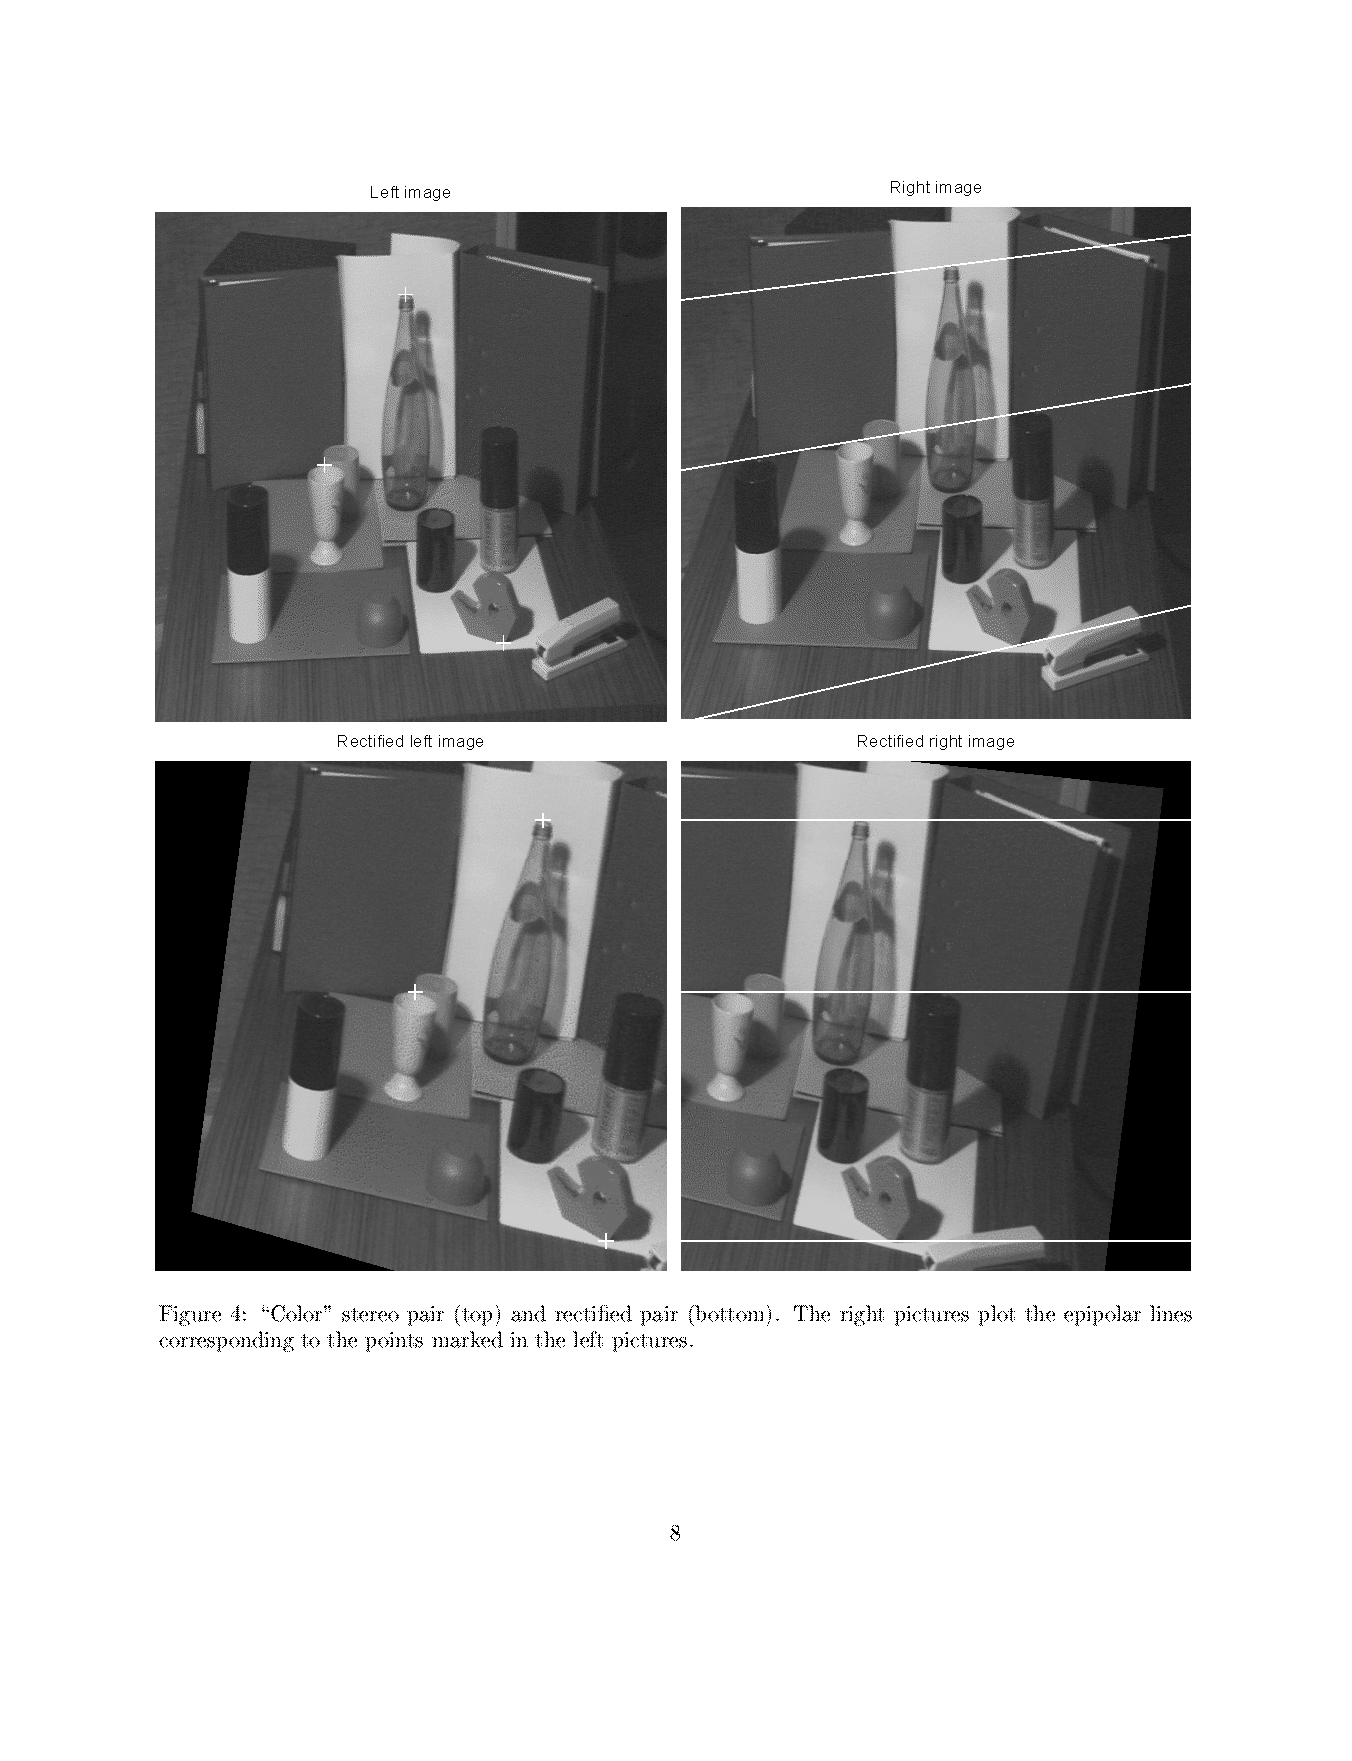 Left image
Right image
Rectified left image
Rectified right image
Figure 4: “Color” stereo pair (top) and rectified pair (bottom). The right pictures plot the epipolar lines
corresponding to the points marked in the left pictures.
8